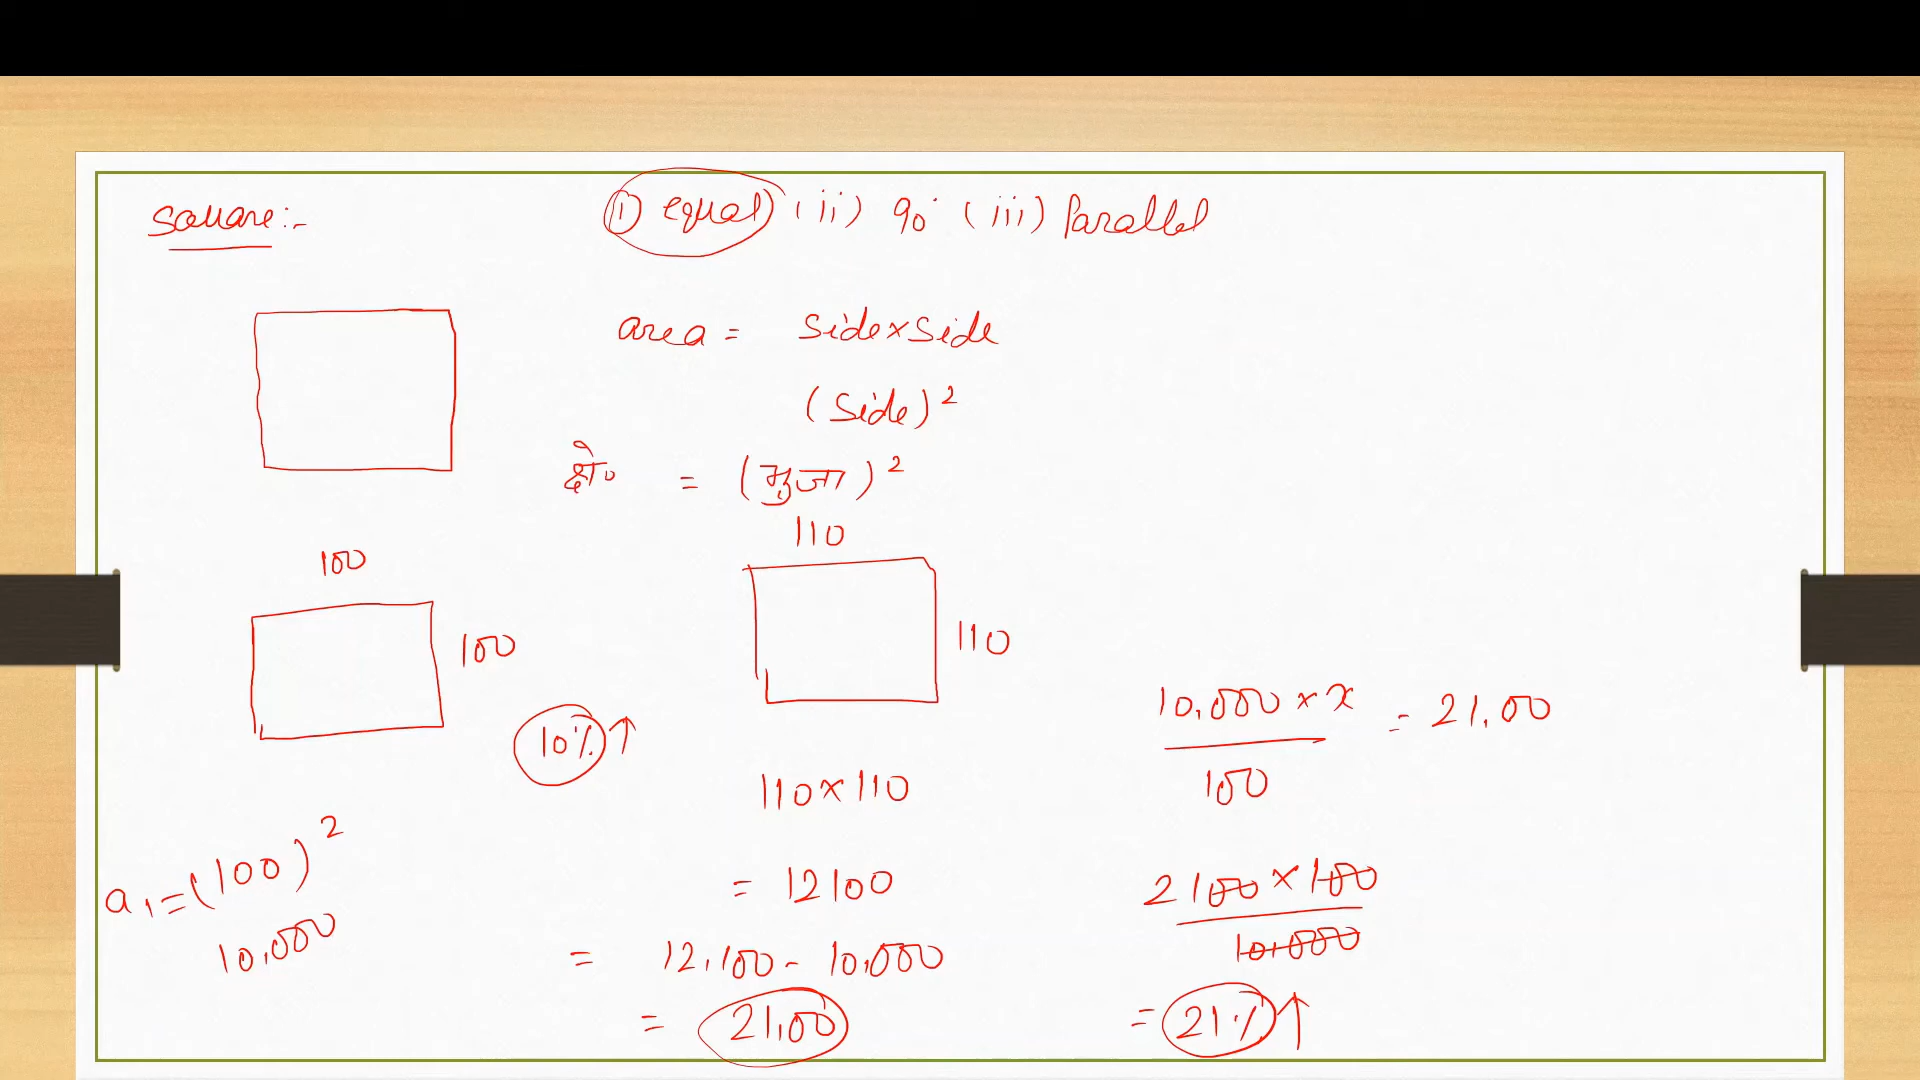 Square:-
(i) equal (ii) 90° (iii) Parallel
area = Side×Side
(Side)²
क्षे० = (भुजा)²
100
100
110
110
10% ↑
110×110
= 12100
= 12,100 - 10,000
= 21,00
a₁ = (100)²
10,000
10,000 × x / 100 = 21,00
2100 × 100 / 10,000
= 21% ↑